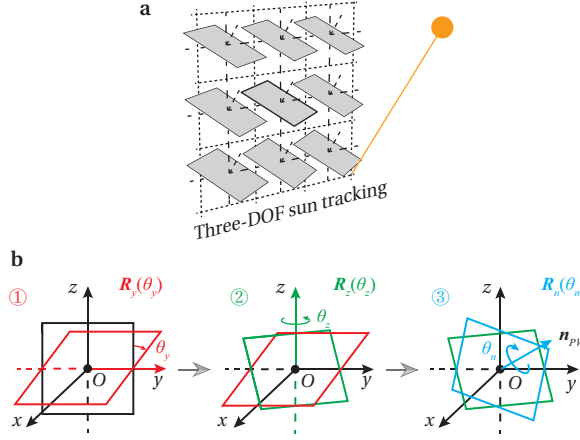 a
Three-DOF sun tracking
b
① z R_y(θ_y)
θ_y
O
y
x
② z R_z(θ_z)
θ_z
O
y
x
③ z R_n(θ_n
θ_n
n_PV
O
y
x